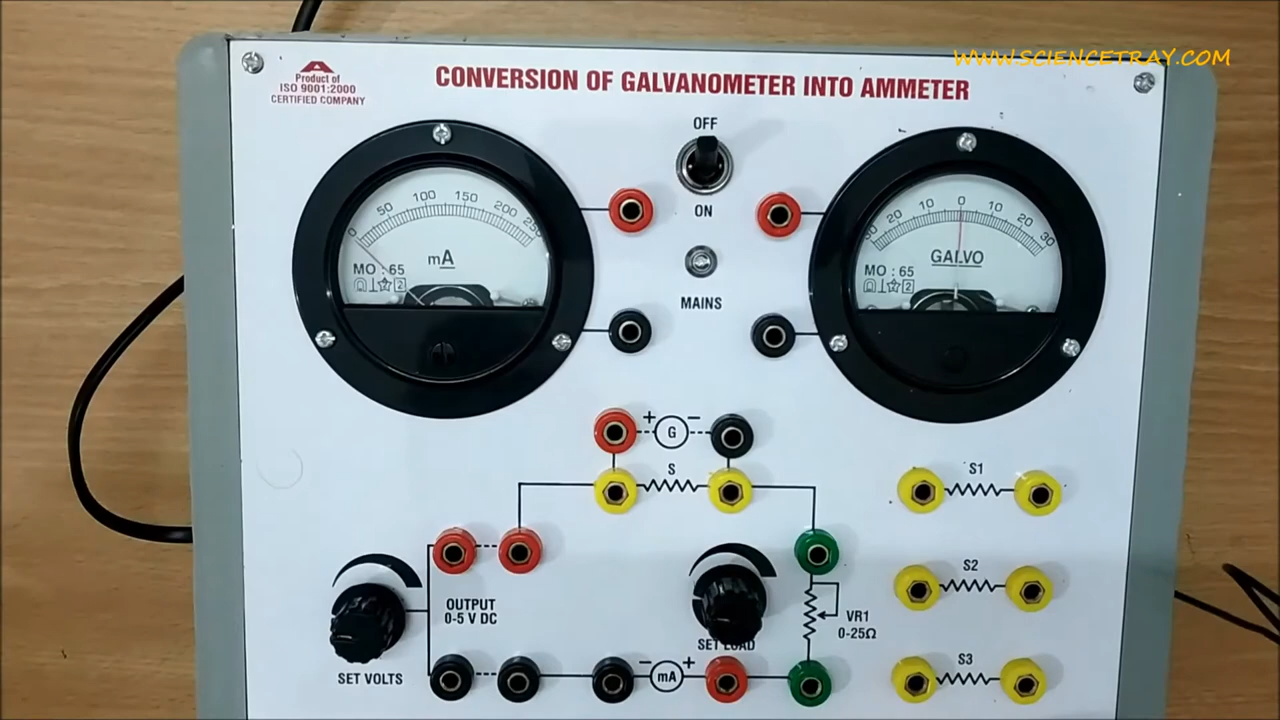 www.sciencetray.com
Product of
ISO 9001:2000
CERTIFIED COMPANY
CONVERSION OF GALVANOMETER INTO AMMETER
OFF
ON
MAINS
0 50 100 150 200 250
mA
MO : 65
2
30 20 10 0 10 20 30
GALVO
MO : 65
2
+ G −
S
S1
S2
S3
OUTPUT
0-5 V DC
SET VOLTS
SET LOAD
VR1
0-25Ω
− mA +